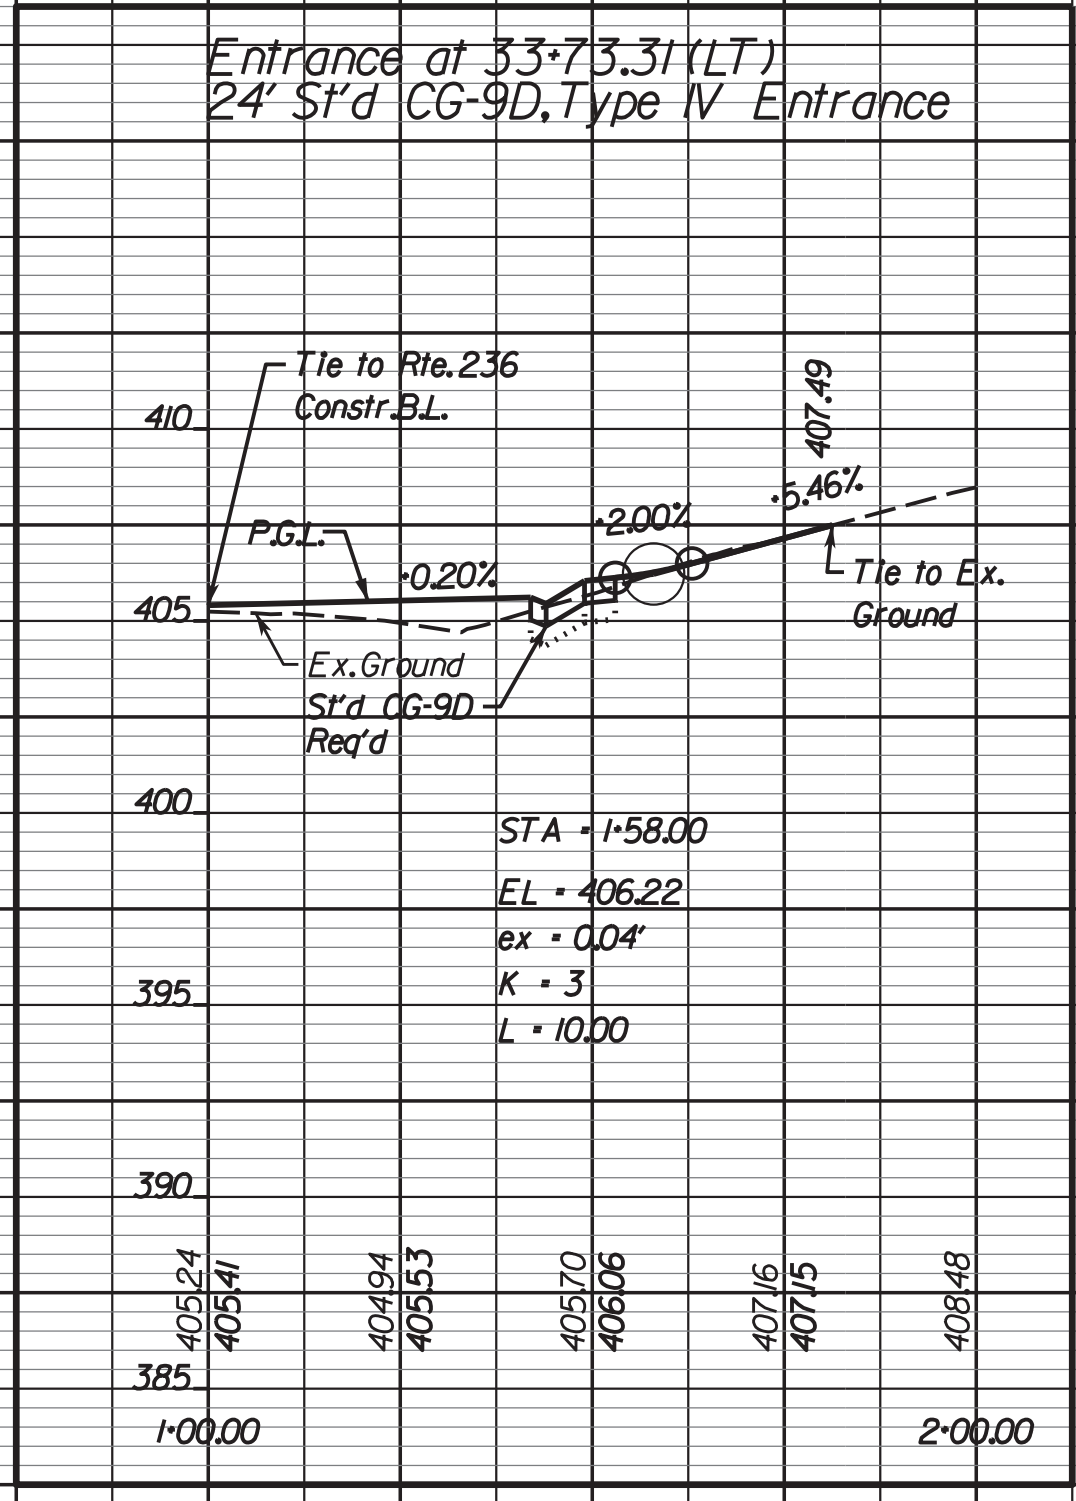 Entrance at 33+73.31 (LT)
24' St'd CG-9D, Type IV Entrance
Tie to Rte. 236
Constr. B.L.
407.49
410
+5.46%
+2.00%
P.G.L.
+0.20%
Tie to Ex.
Ground
405
Ex. Ground
St'd CG-9D
Req'd
400
STA = 1+58.00
EL = 406.22
ex = 0.04'
K = 3
L = 10.00
395
390
405.24
405.41
404.94
405.53
405.70
406.06
407.16
407.15
408.48
385
1+00.00
2+00.00